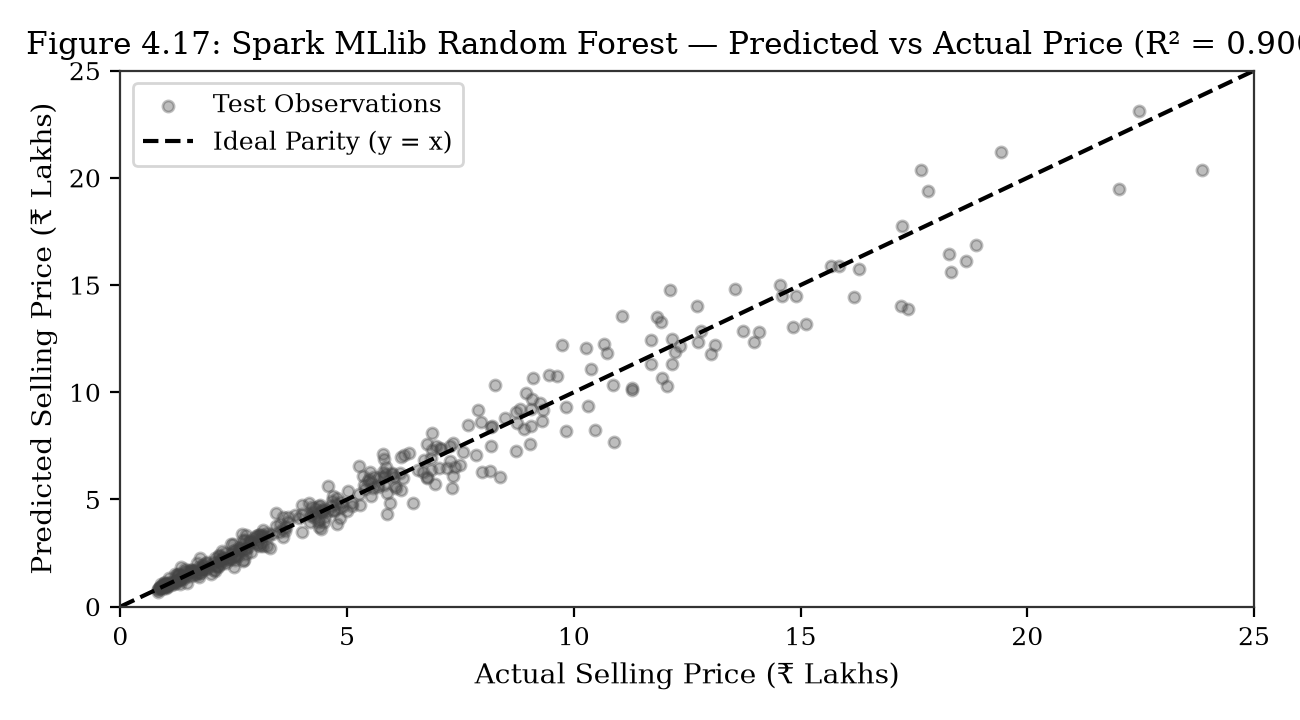 Figure 4.17: Spark MLlib Random Forest — Predicted vs Actual Price (R² = 0.900
Test Observations
Ideal Parity (y = x)
Predicted Selling Price (₹ Lakhs)
25
20
15
10
5
0
0 5 10 15 20 25
Actual Selling Price (₹ Lakhs)